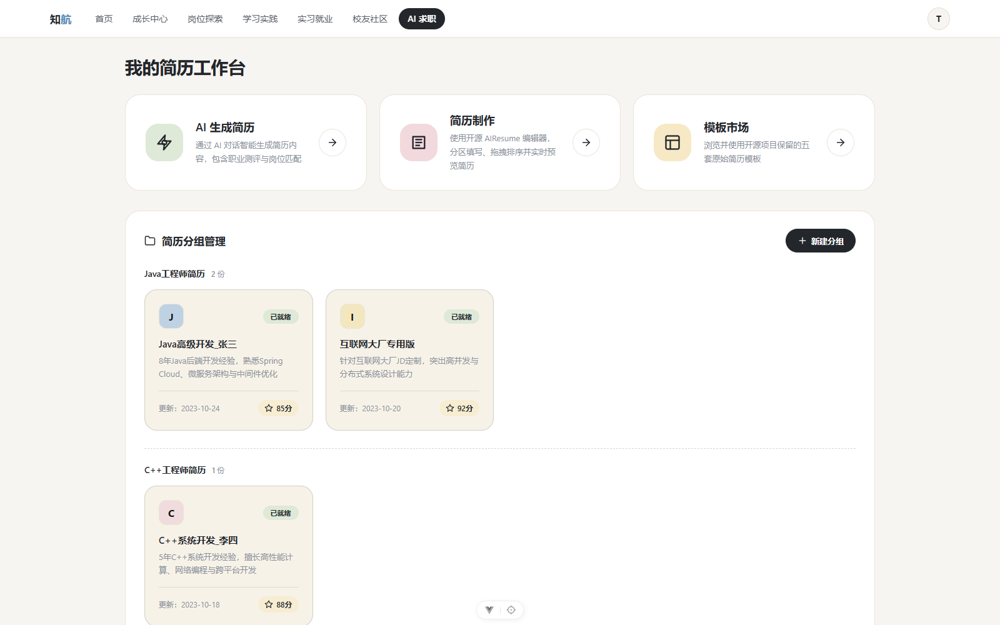 知航
首页
成长中心
岗位探索
学习实践
实习就业
校友社区
AI 求职
T
我的简历工作台
AI 生成简历
通过 AI 对话智能生成简历内
容，包含职业测评与岗位匹配
简历制作
使用开源 AIResume 编辑器，
分区填写、拖拽排序并实时预
览简历
模板市场
浏览并使用开源项目保留的五
套原始简历模板
简历分组管理
新建分组
Java工程师简历 2 份
J
已就绪
Java高级开发_张三
8年Java后端开发经验，熟悉Spring
Cloud、微服务架构与中间件优化
更新：2023-10-24
85分
I
已就绪
互联网大厂专用版
针对互联网大厂JD定制，突出高并发与
分布式系统设计能力
更新：2023-10-20
92分
C++工程师简历 1 份
C
已就绪
C++系统开发_李四
5年C++系统开发经验，擅长高性能计
算、网络编程与跨平台开发
更新：2023-10-18
88分